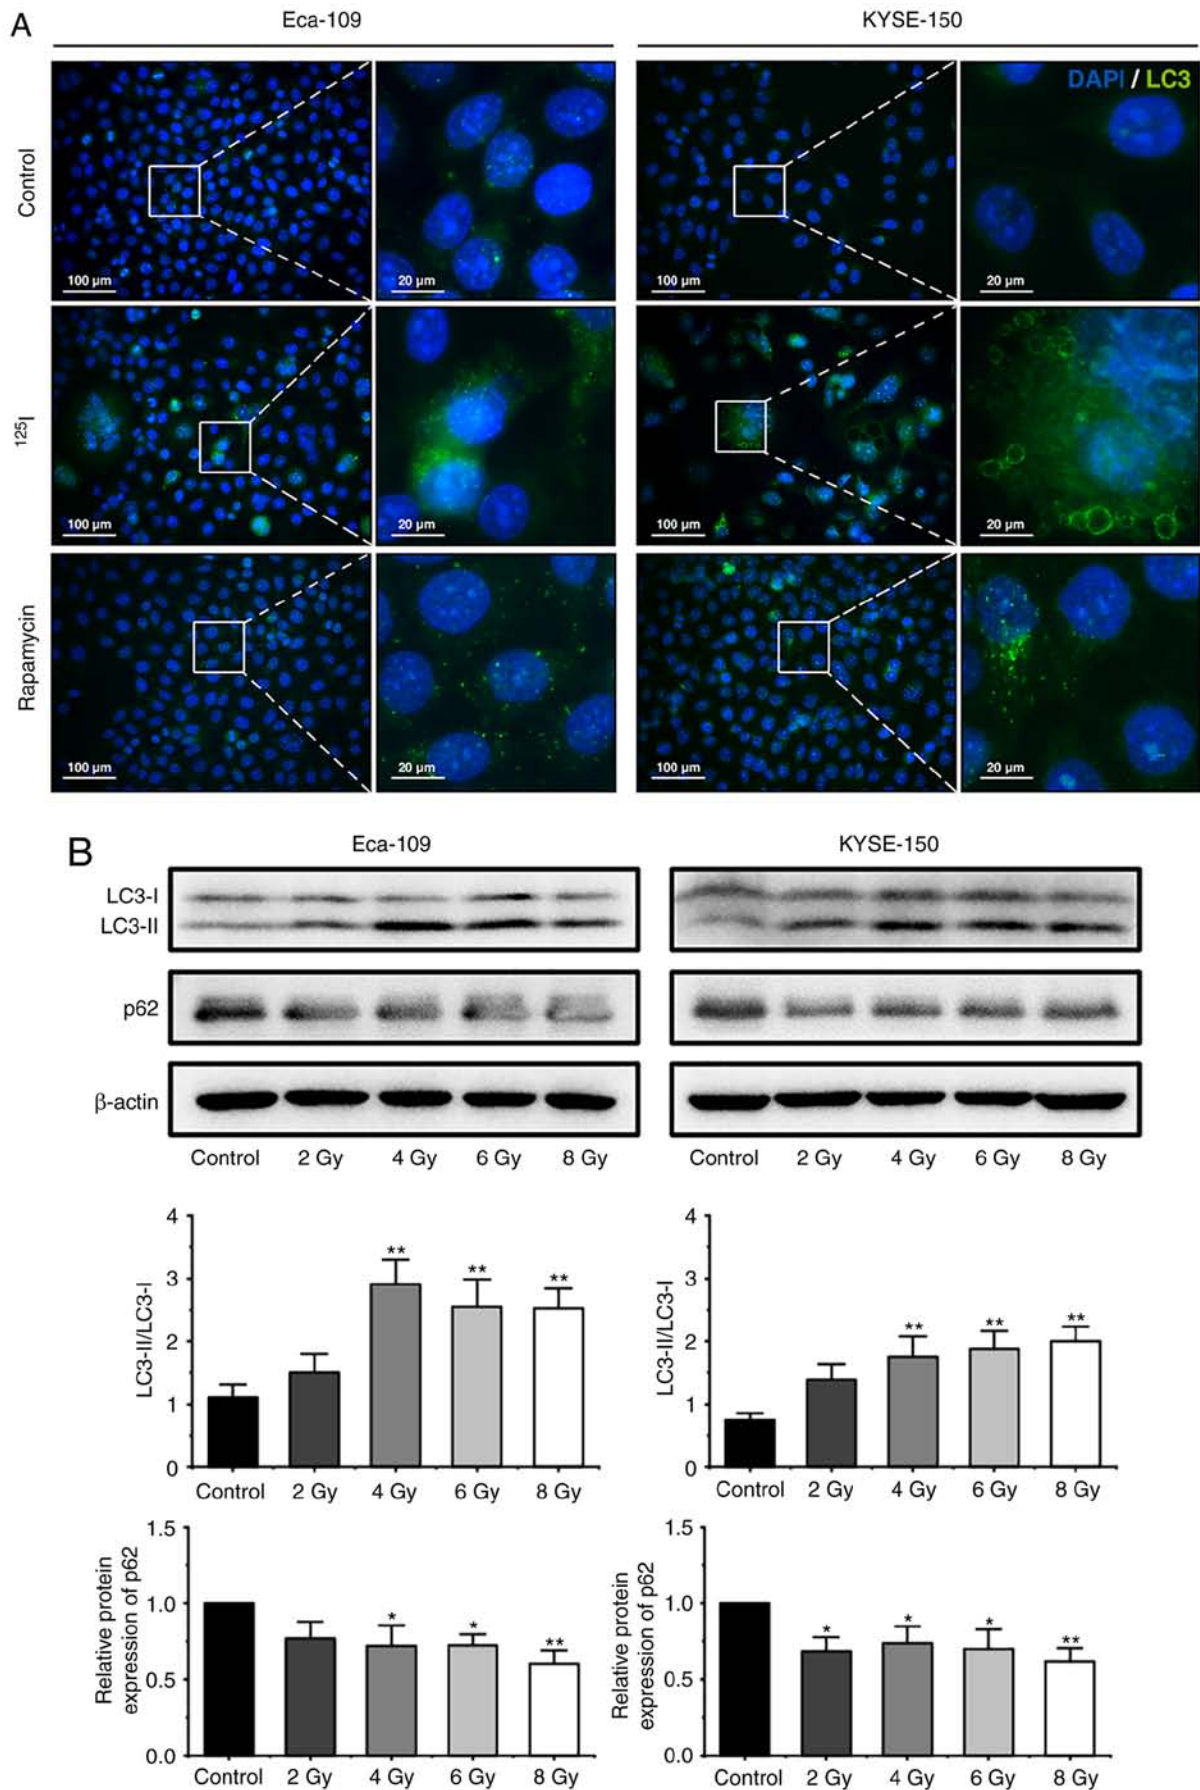 A
Eca-109
KYSE-150
Control
100 µm
20 µm
100 µm
DAPI / LC3
20 µm
125I
100 µm
20 µm
100 µm
20 µm
Rapamycin
100 µm
20 µm
100 µm
20 µm
B
Eca-109
KYSE-150
LC3-I
LC3-II
p62
β-actin
Control 2 Gy 4 Gy 6 Gy 8 Gy
Control 2 Gy 4 Gy 6 Gy 8 Gy
LC3-II/LC3-I
4
3
2
1
0
** ** **
Control 2 Gy 4 Gy 6 Gy 8 Gy
LC3-II/LC3-I
4
3
2
1
0
** ** **
Control 2 Gy 4 Gy 6 Gy 8 Gy
Relative protein
expression of p62
1.5
1.0
0.5
0.0
* * **
Control 2 Gy 4 Gy 6 Gy 8 Gy
Relative protein
expression of p62
1.5
1.0
0.5
0.0
* * * **
Control 2 Gy 4 Gy 6 Gy 8 Gy